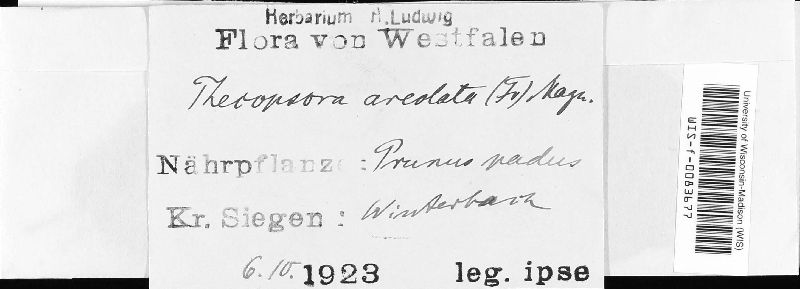 Herbarium A.Ludwig
Flora von Westfalen
Thecopsora areolata (Fr) Magn.
Nährpflanze : Prunus padus
Kr. Siegen : Winterbach
6.10. 1923 leg. ipse
University of Wisconsin-Madison (WIS)
WIS-f-0083677